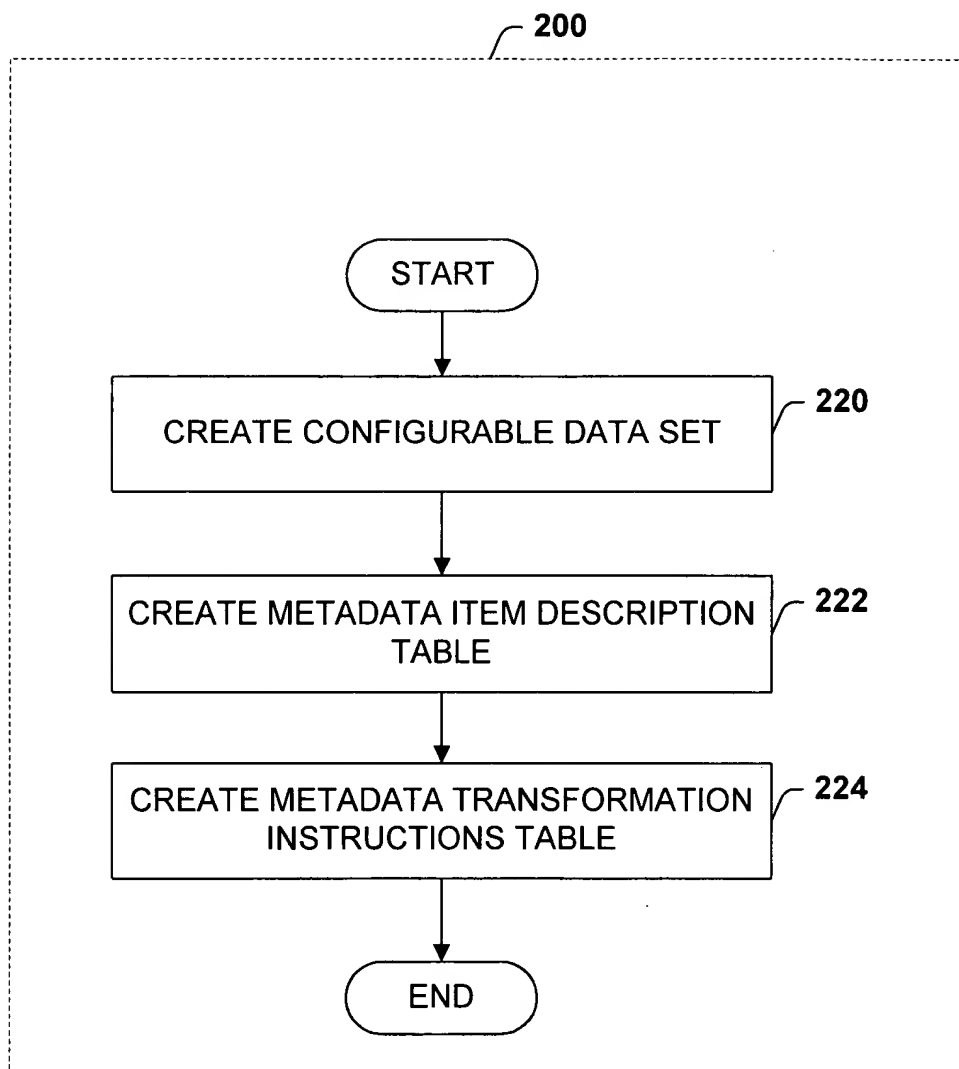 200
START
CREATE CONFIGURABLE DATA SET
220
CREATE METADATA ITEM DESCRIPTION
TABLE
222
CREATE METADATA TRANSFORMATION
INSTRUCTIONS TABLE
224
END